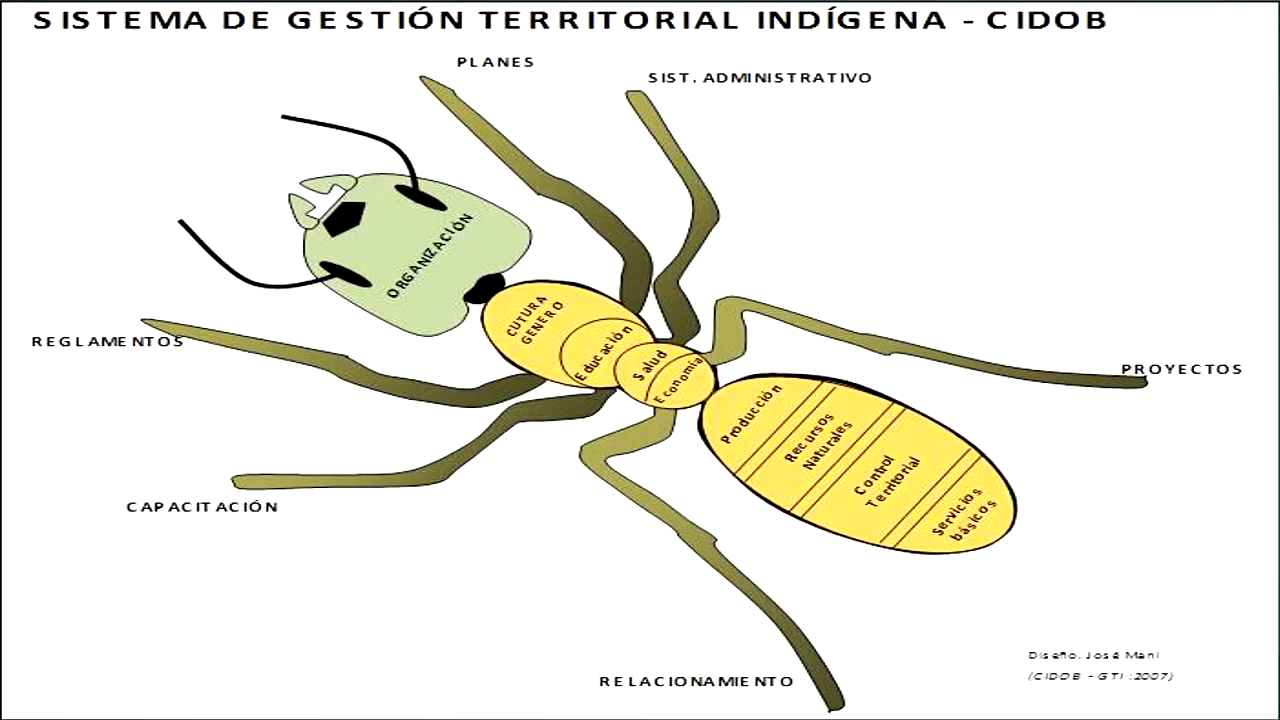 SISTEMA DE GESTIÓN TERRITORIAL INDÍGENA - CIDOB
PLANES
SIST. ADMINISTRATIVO
ORGANIZACIÓN
CUTURA
GENERO
Educación
Salud
Economía
REGLAMENTOS
PROYECTOS
Producción
Recursos
Naturales
Control
Territorial
Servicios
básicos
CAPACITACIÓN
RELACIONAMIENTO
Diseño. José Mani
(CIDOB - GTI :2007)